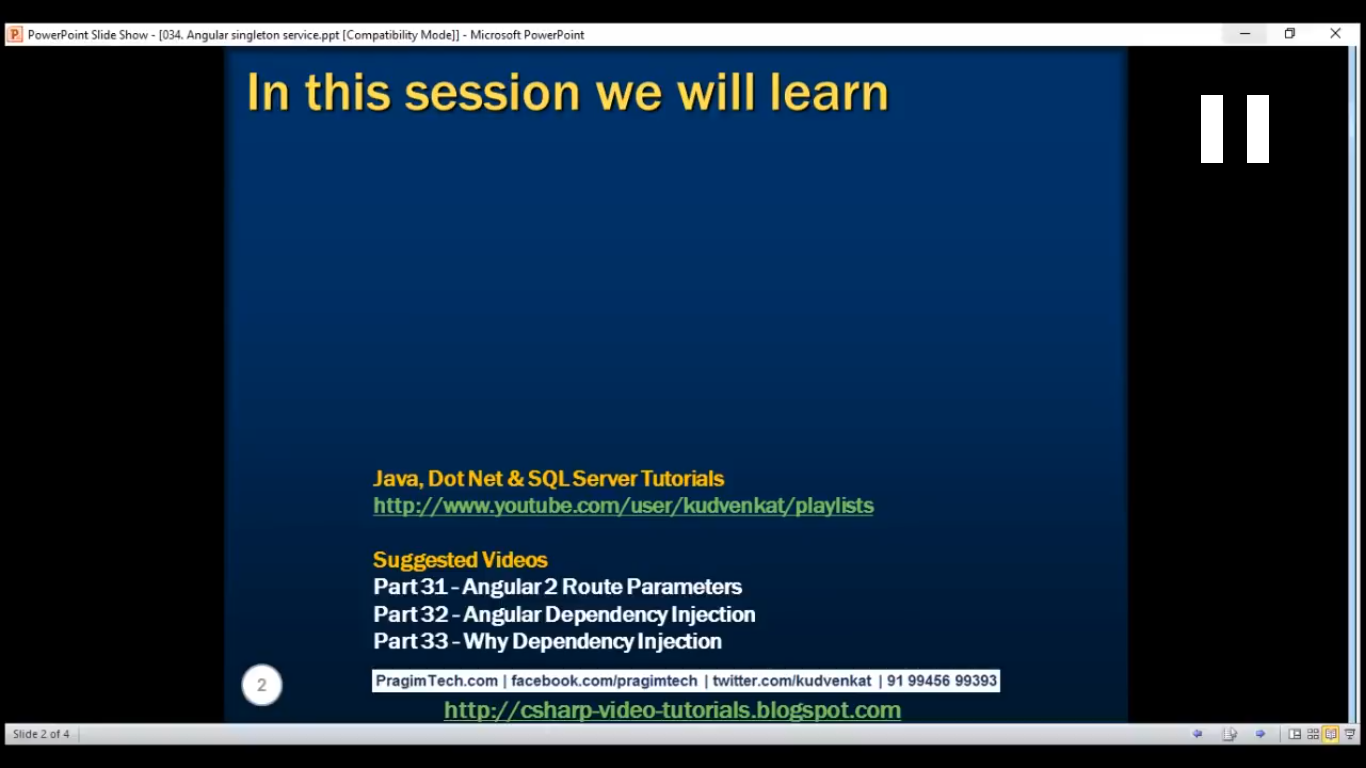 PowerPoint Slide Show - [034. Angular singleton service.ppt [Compatibility Mode]] - Microsoft PowerPoint
In this session we will learn
Java, Dot Net & SQL Server Tutorials
http://www.youtube.com/user/kudvenkat/playlists
Suggested Videos
Part 31 - Angular 2 Route Parameters
Part 32 - Angular Dependency Injection
Part 33 - Why Dependency Injection
2
PragimTech.com | facebook.com/pragimtech | twitter.com/kudvenkat | 91 99456 99393
http://csharp-video-tutorials.blogspot.com
Slide 2 of 4